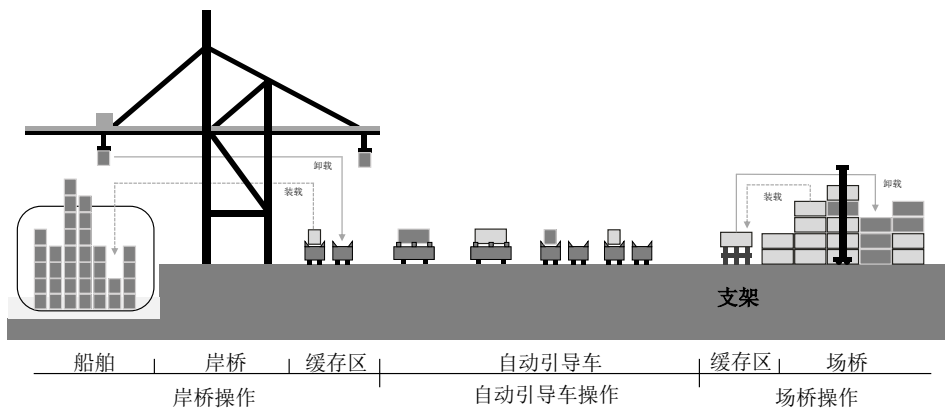 卸载
装载
卸载
装载
支架
船舶 岸桥 缓存区 自动引导车 缓存区 场桥
岸桥操作 自动引导车操作 场桥操作